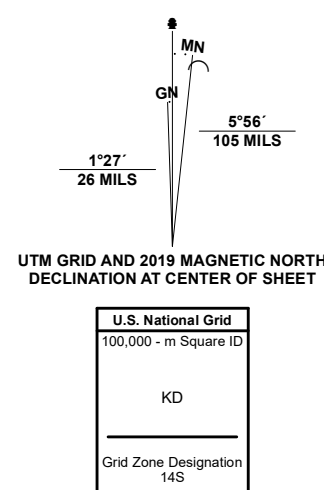 MN
GN
5°56´
105 MILS
1°27´
26 MILS
UTM GRID AND 2019 MAGNETIC NORTH
DECLINATION AT CENTER OF SHEET
U.S. National Grid
100,000 - m Square ID
KD
Grid Zone Designation
14S